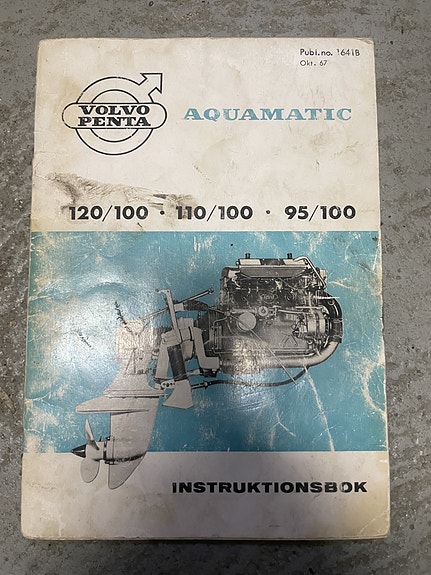 Publ.no. 1641B
Okt. 67
VOLVO
PENTA
AQUAMATIC
120/100 · 110/100 · 95/100
INSTRUKTIONSBOK